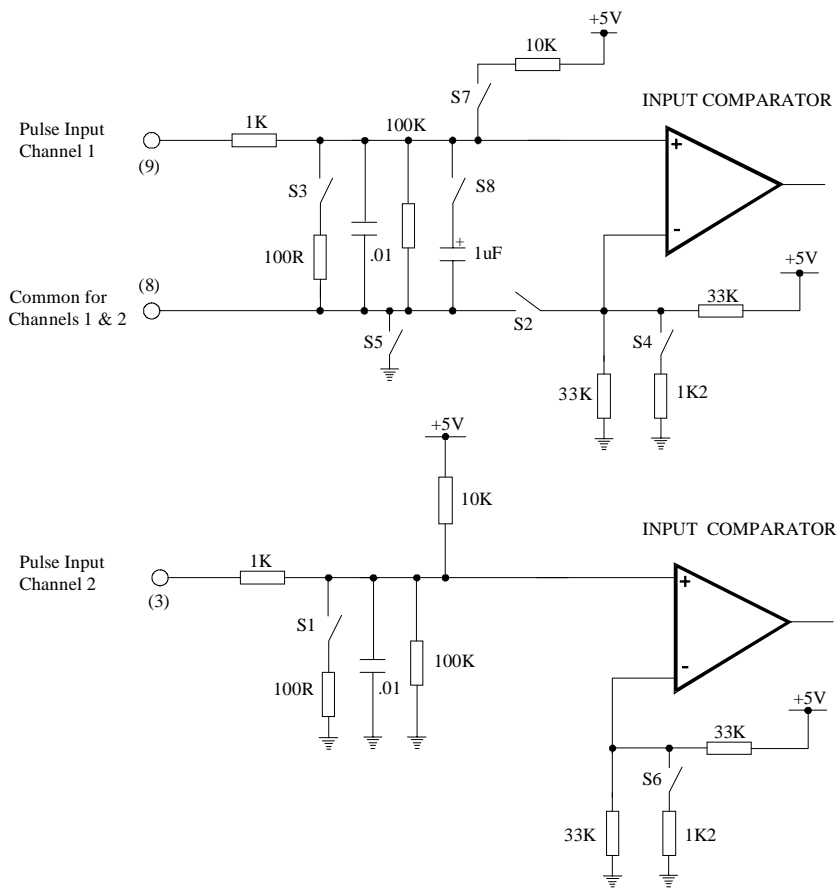 +5V
10K
S7
INPUT COMPARATOR
Pulse Input
Channel 1
(9)
1K
100K
+
S3
S8
-
100R
.01
+
1uF
+5V
(8)
Common for
Channels 1 & 2
33K
S2
S5
S4
33K
1K2
+5V
10K
INPUT COMPARATOR
Pulse Input
Channel 2
(3)
1K
+
S1
100K
-
100R
.01
+5V
33K
S6
33K
1K2